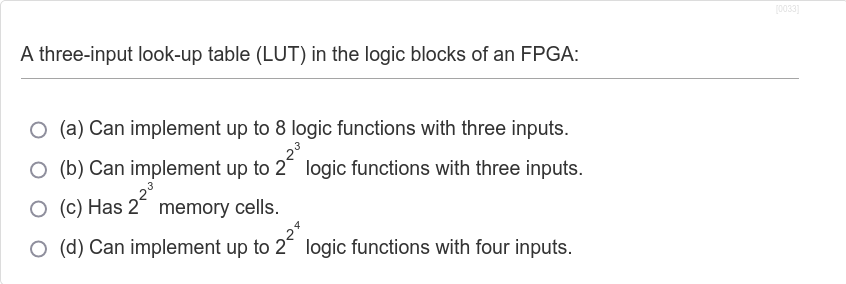 [0033]
A three-input look-up table (LUT) in the logic blocks of an FPGA:
(a) Can implement up to 8 logic functions with three inputs.
(b) Can implement up to 2^2^3 logic functions with three inputs.
(c) Has 2^2^3 memory cells.
(d) Can implement up to 2^2^4 logic functions with four inputs.